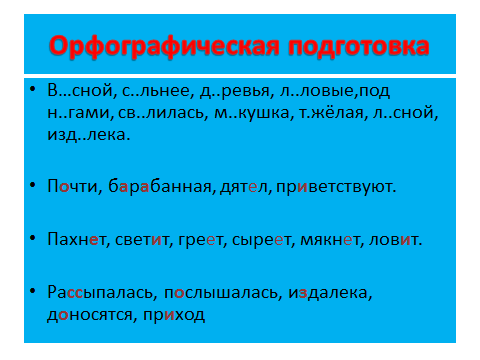 Орфографическая подготовка
• В…сной, с..льнее, д..ревья, л..ловые,под
н..гами, св..лилась, м..кушка, т.жёлая, л..сной,
изд..лека.
• Почти, барабанная, дятел, приветствуют.
• Пахнет, светит, греет, сыреет, мякнет, ловит.
• Рассыпалась, послышалась, издалека,
доносятся, приход